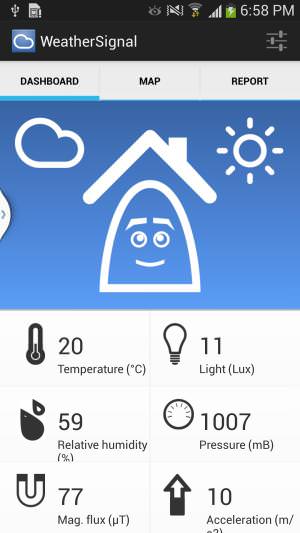 6:58 PM
WeatherSignal
DASHBOARD MAP REPORT
20 11
Temperature (°C) Light (Lux)
59 1007
Relative humidity Pressure (mB)
(%)
77 10
Mag. flux (µT) Acceleration (m/
s2)